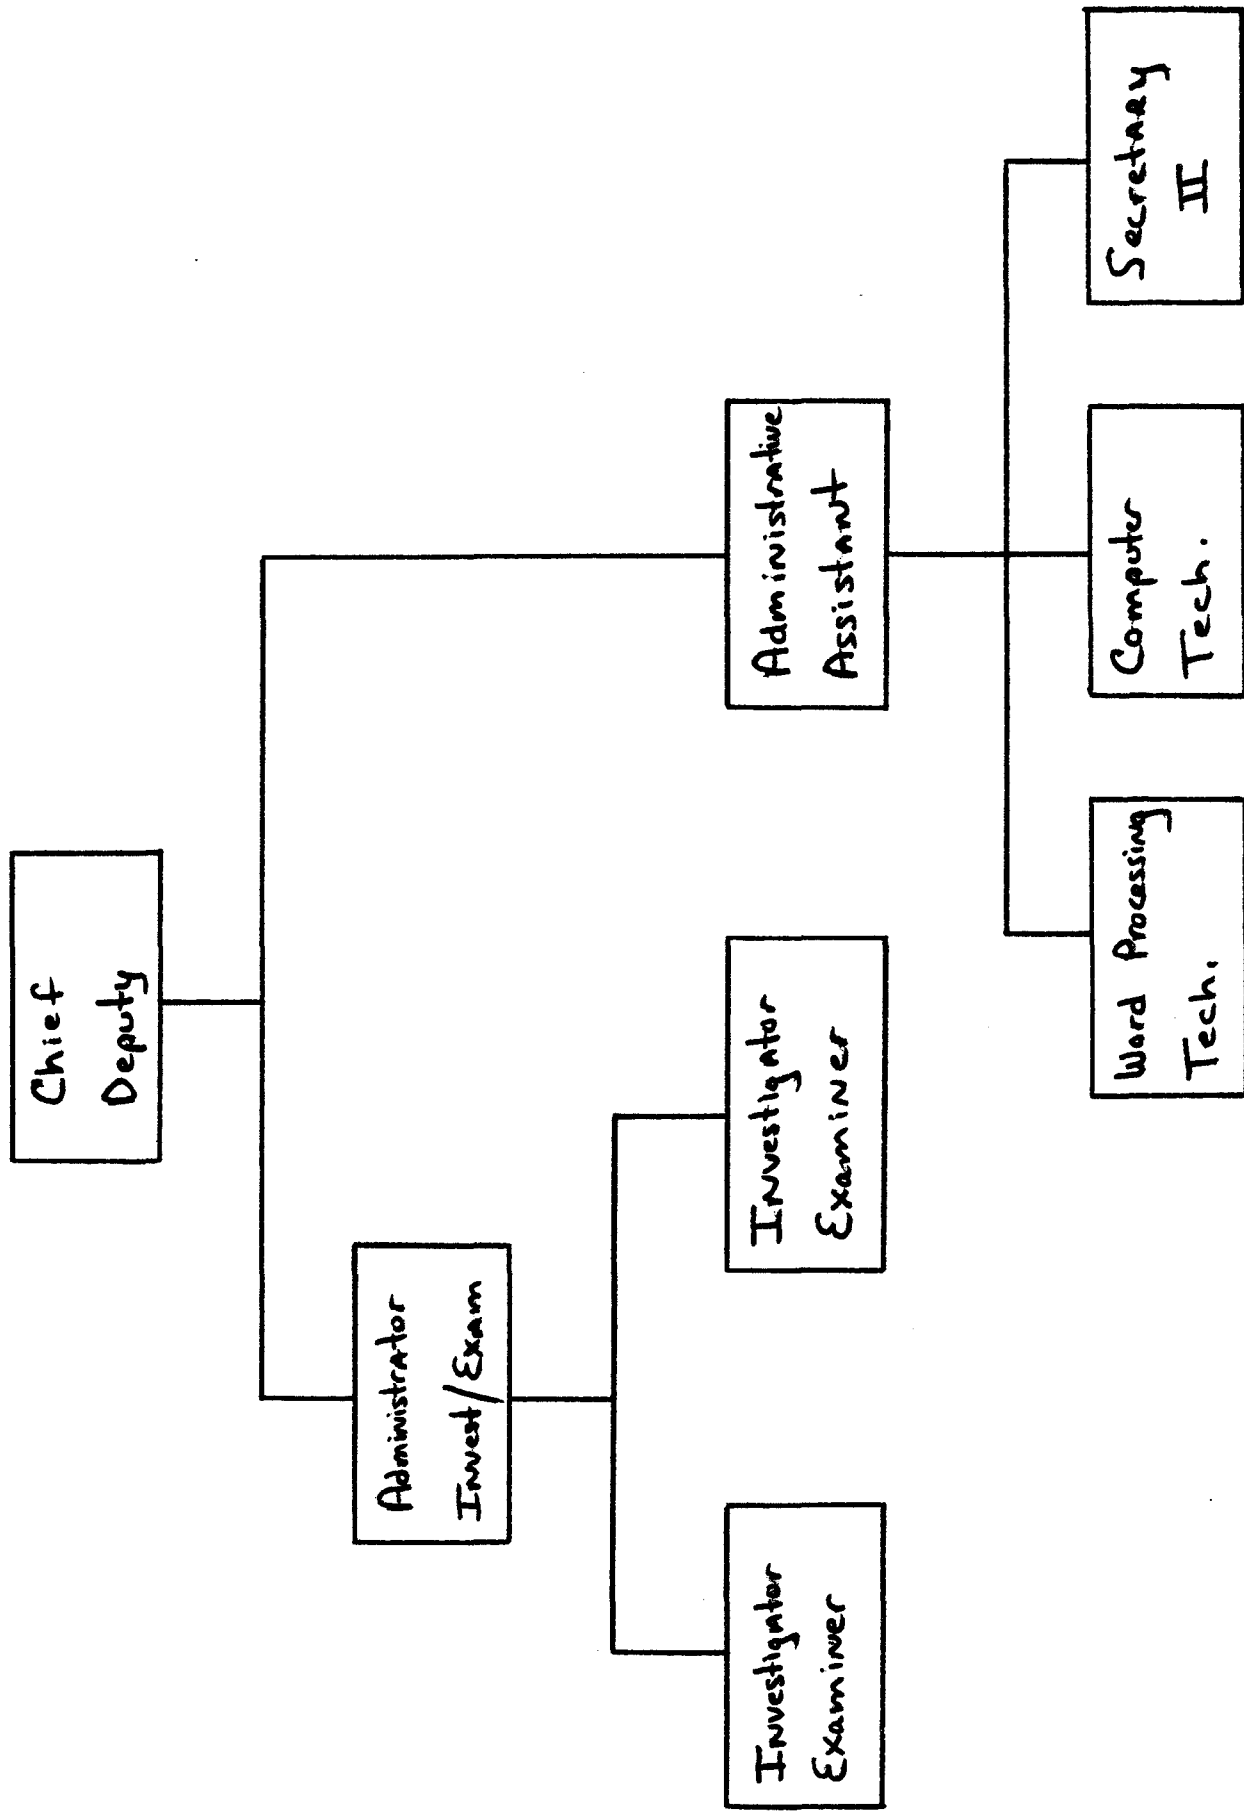 Chief
Deputy
Administrator
Invest/Exam
Investigator
Examiner
Investigator
Examiner
Administrative
Assistant
Word Processing
Tech.
Computer
Tech.
Secretary
II